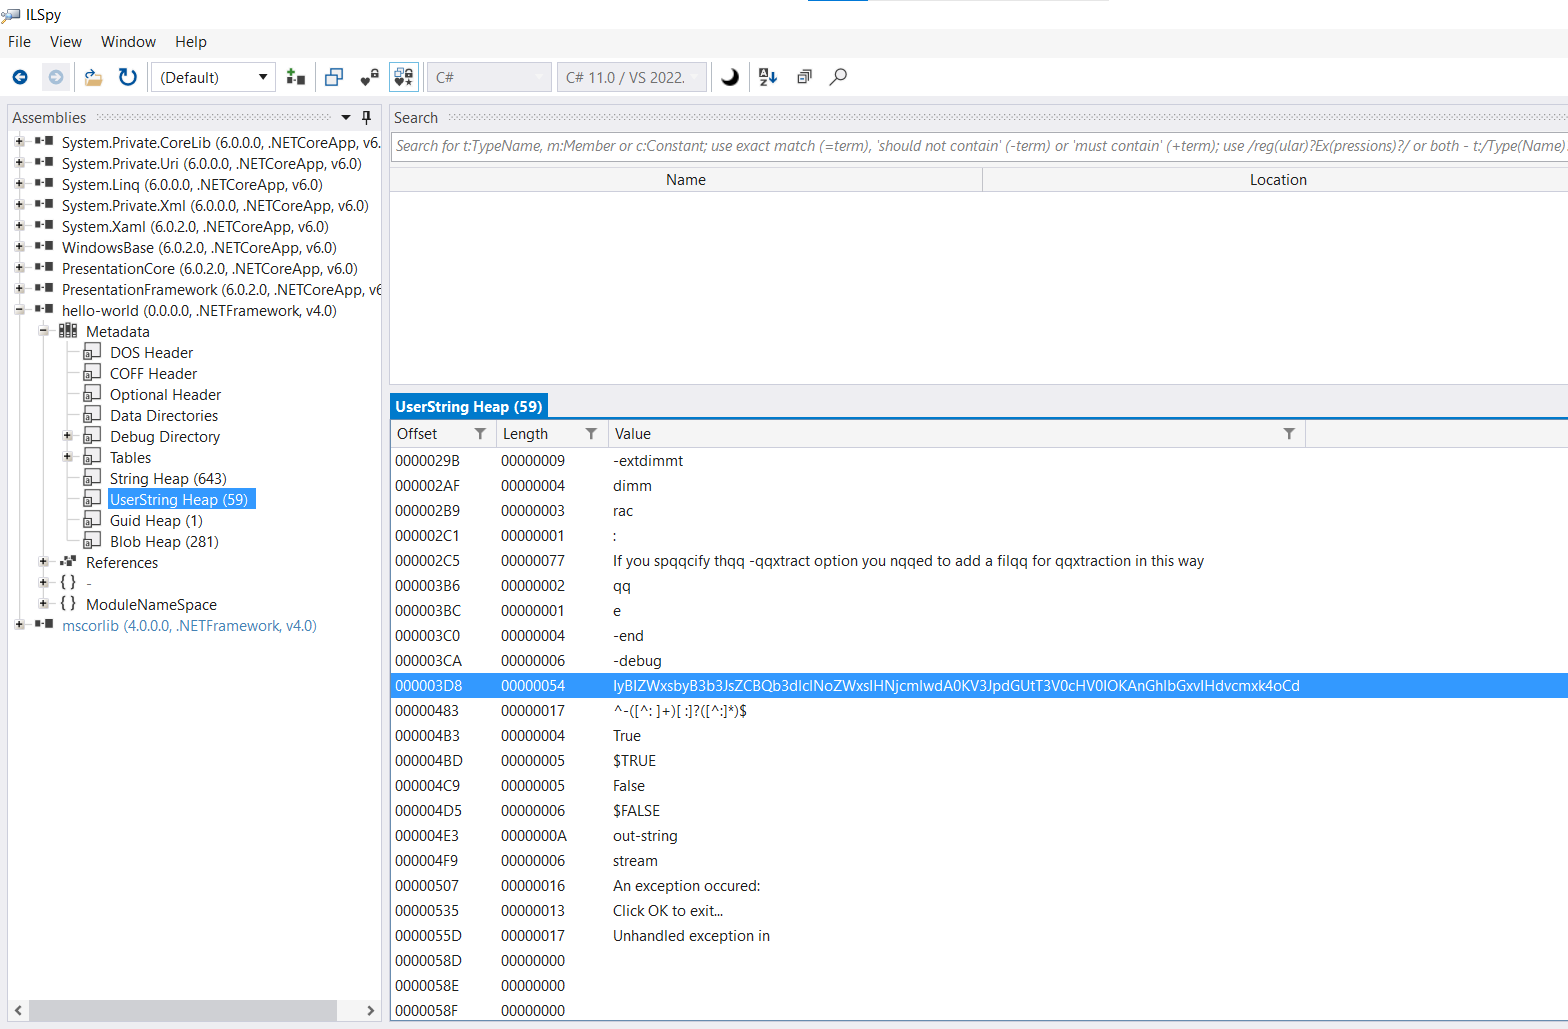 ILSpy
File View Window Help
(Default) C# C# 11.0 / VS 2022.
Assemblies
System.Private.CoreLib (6.0.0.0, .NETCoreApp, v6.
System.Private.Uri (6.0.0.0, .NETCoreApp, v6.0)
System.Linq (6.0.0.0, .NETCoreApp, v6.0)
System.Private.Xml (6.0.0.0, .NETCoreApp, v6.0)
System.Xaml (6.0.2.0, .NETCoreApp, v6.0)
WindowsBase (6.0.2.0, .NETCoreApp, v6.0)
PresentationCore (6.0.2.0, .NETCoreApp, v6.0)
PresentationFramework (6.0.2.0, .NETCoreApp, v6
hello-world (0.0.0.0, .NETFramework, v4.0)
Metadata
DOS Header
COFF Header
Optional Header
Data Directories
Debug Directory
Tables
String Heap (643)
UserString Heap (59)
Guid Heap (1)
Blob Heap (281)
References
{ } -
{ } ModuleNameSpace
mscorlib (4.0.0.0, .NETFramework, v4.0)
Search
Search for t:TypeName, m:Member or c:Constant; use exact match (=term), 'should not contain' (-term) or 'must contain' (+term); use /reg(ular)?Ex(pressions)?/ or both - t:/Type(Name)
Name Location
UserString Heap (59)
Offset Length Value
0000029B 00000009 -extdimmt
000002AF 00000004 dimm
000002B9 00000003 rac
000002C1 00000001 :
000002C5 00000077 If you spqqcify thqq -qqxtract option you nqqed to add a filqq for qqxtraction in this way
000003B6 00000002 qq
000003BC 00000001 e
000003C0 00000004 -end
000003CA 00000006 -debug
000003D8 00000054 IyBIZWxsbyB3b3JsZCBQb3dlclNoZWxsIHNjcmlwdA0KV3JpdGUtT3V0cHV0IOKAnGhlbGxvIHdvcmxk4oCd
00000483 00000017 ^-([^: ]+)[ :]?([^:]*)$
000004B3 00000004 True
000004BD 00000005 $TRUE
000004C9 00000005 False
000004D5 00000006 $FALSE
000004E3 0000000A out-string
000004F9 00000006 stream
00000507 00000016 An exception occured:
00000535 00000013 Click OK to exit...
0000055D 00000017 Unhandled exception in
0000058D 00000000
0000058E 00000000
0000058F 00000000